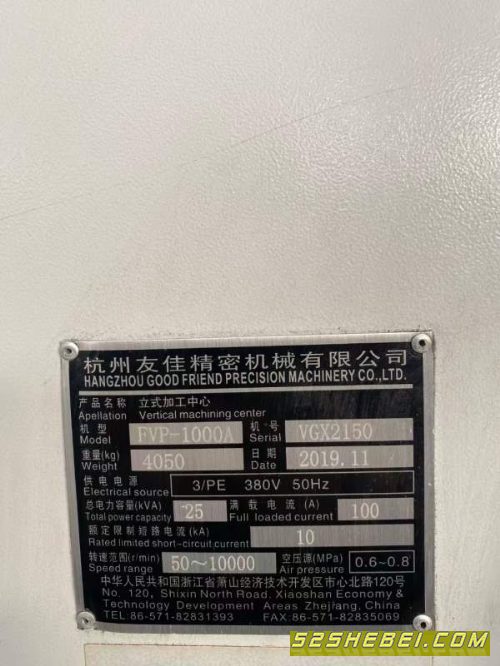 杭州友佳精密机械有限公司
HANGZHOU GOOD FRIEND PRECISION MACHINERY CO.,LTD.
产品名称 立式加工中心
Apellation Vertical machining center
机型 FVP-1000A 机号 VGX2150
Model Serial
重量(kg) 4050 日期 2019.11
Weight Date
供电电源 3/PE 380V 50Hz
Electrical source
总电力容量(kVA) 25 满载电流(A) 100
Total power capacity Full loaded current
额定限制短路电流(kA) 10
Rated limited short-circuit current
转速范围(r/min) 50~10000 空压源(MPa) 0.6~0.8
Speed range Air pressure
中华人民共和国浙江省萧山经济技术开发区市心北路120号
No. 120, Shixin North Road, Xiaoshan Economy &
Technology Development Areas Zhejiang, China
TEL:86-571-82831393 FAX:86-571-82835069
52SHEBEI.COM